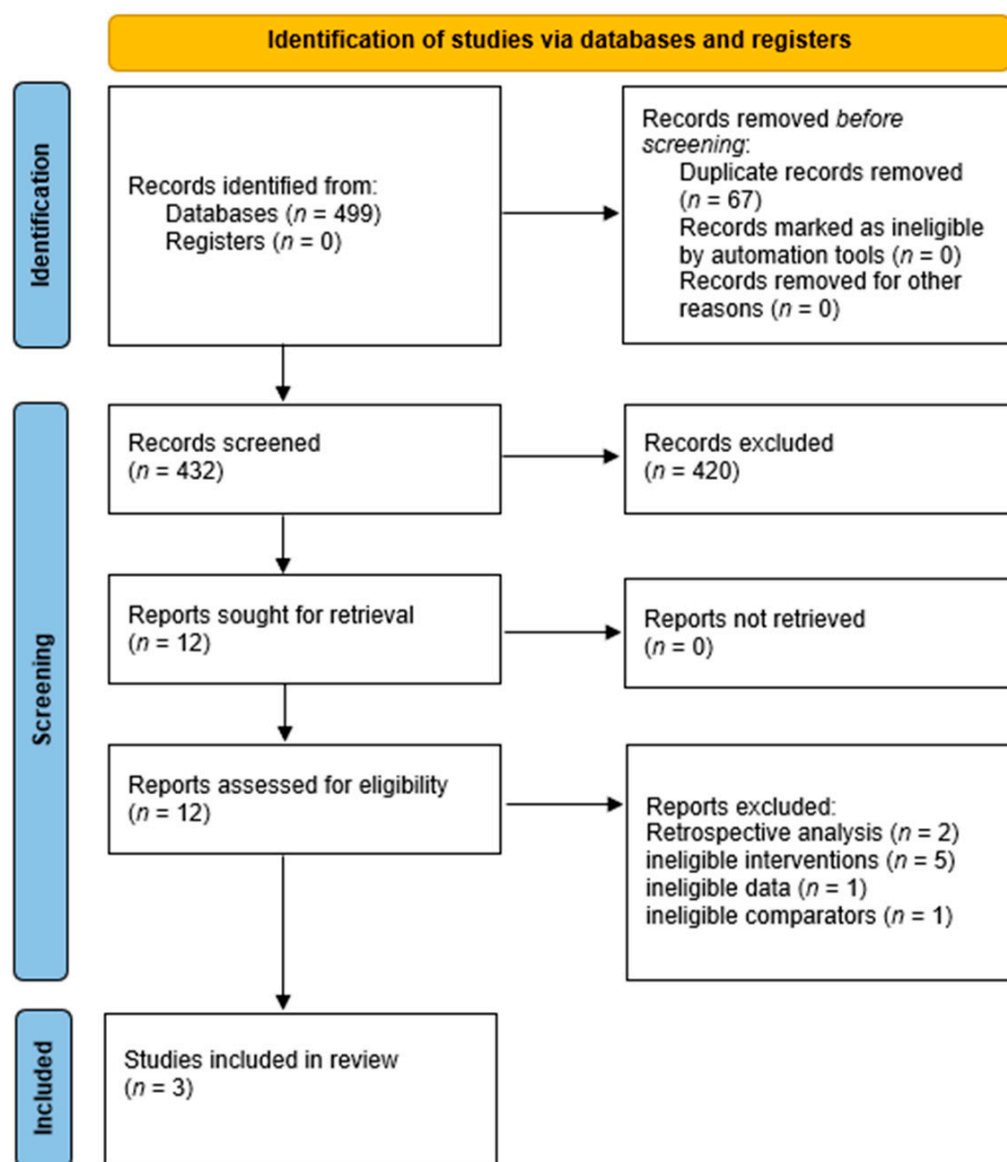 Identification of studies via databases and registers
Identification
Records identified from:
Databases (n = 499)
Registers (n = 0)
Records removed before
screening:
Duplicate records removed
(n = 67)
Records marked as ineligible
by automation tools (n = 0)
Records removed for other
reasons (n = 0)
Screening
Records screened
(n = 432)
Records excluded
(n = 420)
Reports sought for retrieval
(n = 12)
Reports not retrieved
(n = 0)
Reports assessed for eligibility
(n = 12)
Reports excluded:
Retrospective analysis (n = 2)
ineligible interventions (n = 5)
ineligible data (n = 1)
ineligible comparators (n = 1)
Included
Studies included in review
(n = 3)